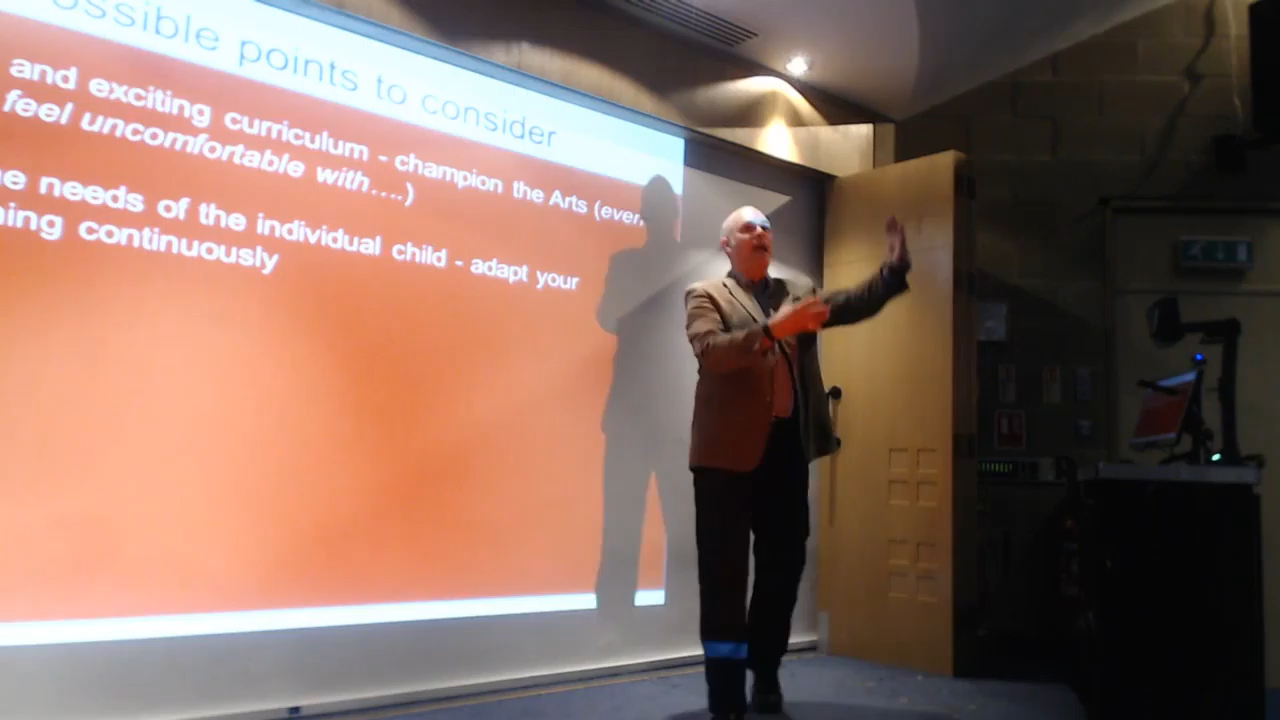 ossible points to consider
and exciting curriculum - champion the Arts (even
feel uncomfortable with....)
needs of the individual child - adapt your
continuously